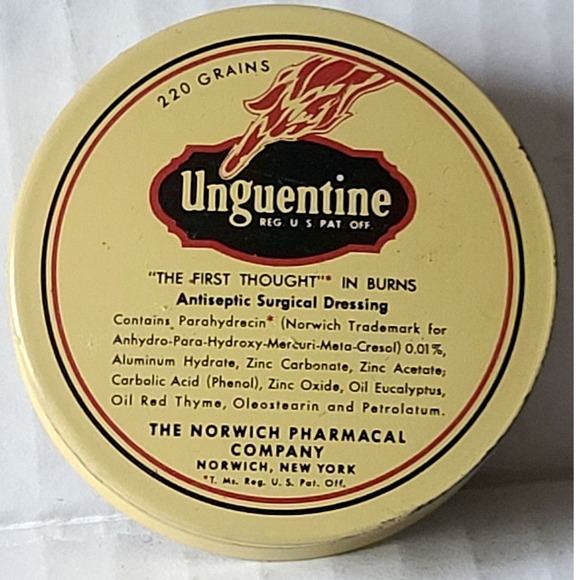 220 GRAINS
Unguentine
REG. U S PAT. OFF.
"THE FIRST THOUGHT"* IN BURNS
Antiseptic Surgical Dressing
Contains Parahydrecin* (Norwich Trademark for
Anhydro-Para-Hydroxy-Mercuri-Meta-Cresol) 0.01%,
Aluminum Hydrate, Zinc Carbonate, Zinc Acetate;
Carbolic Acid (Phenol), Zinc Oxide, Oil Eucalyptus,
Oil Red Thyme, Oleostearin and Petrolatum.
THE NORWICH PHARMACAL
COMPANY
NORWICH, NEW YORK
*T. Ms. Reg. U. S. Pat. Off.